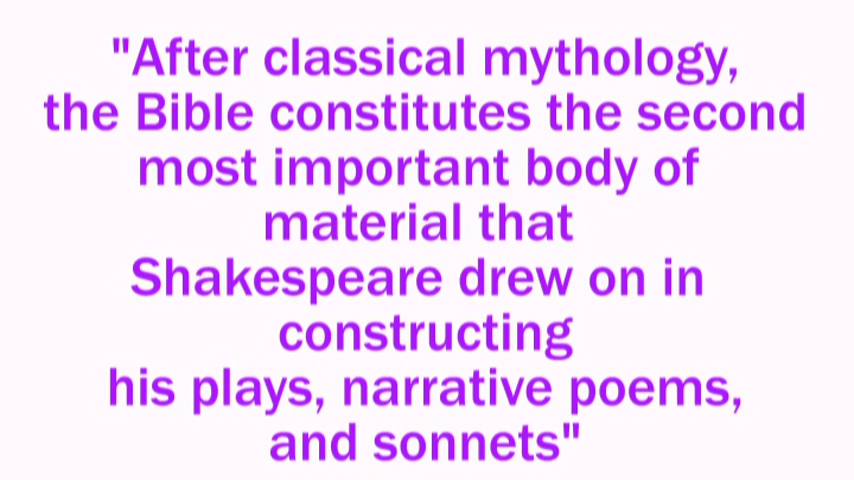 "After classical mythology,
the Bible constitutes the second
most important body of
material that
Shakespeare drew on in
constructing
his plays, narrative poems,
and sonnets"